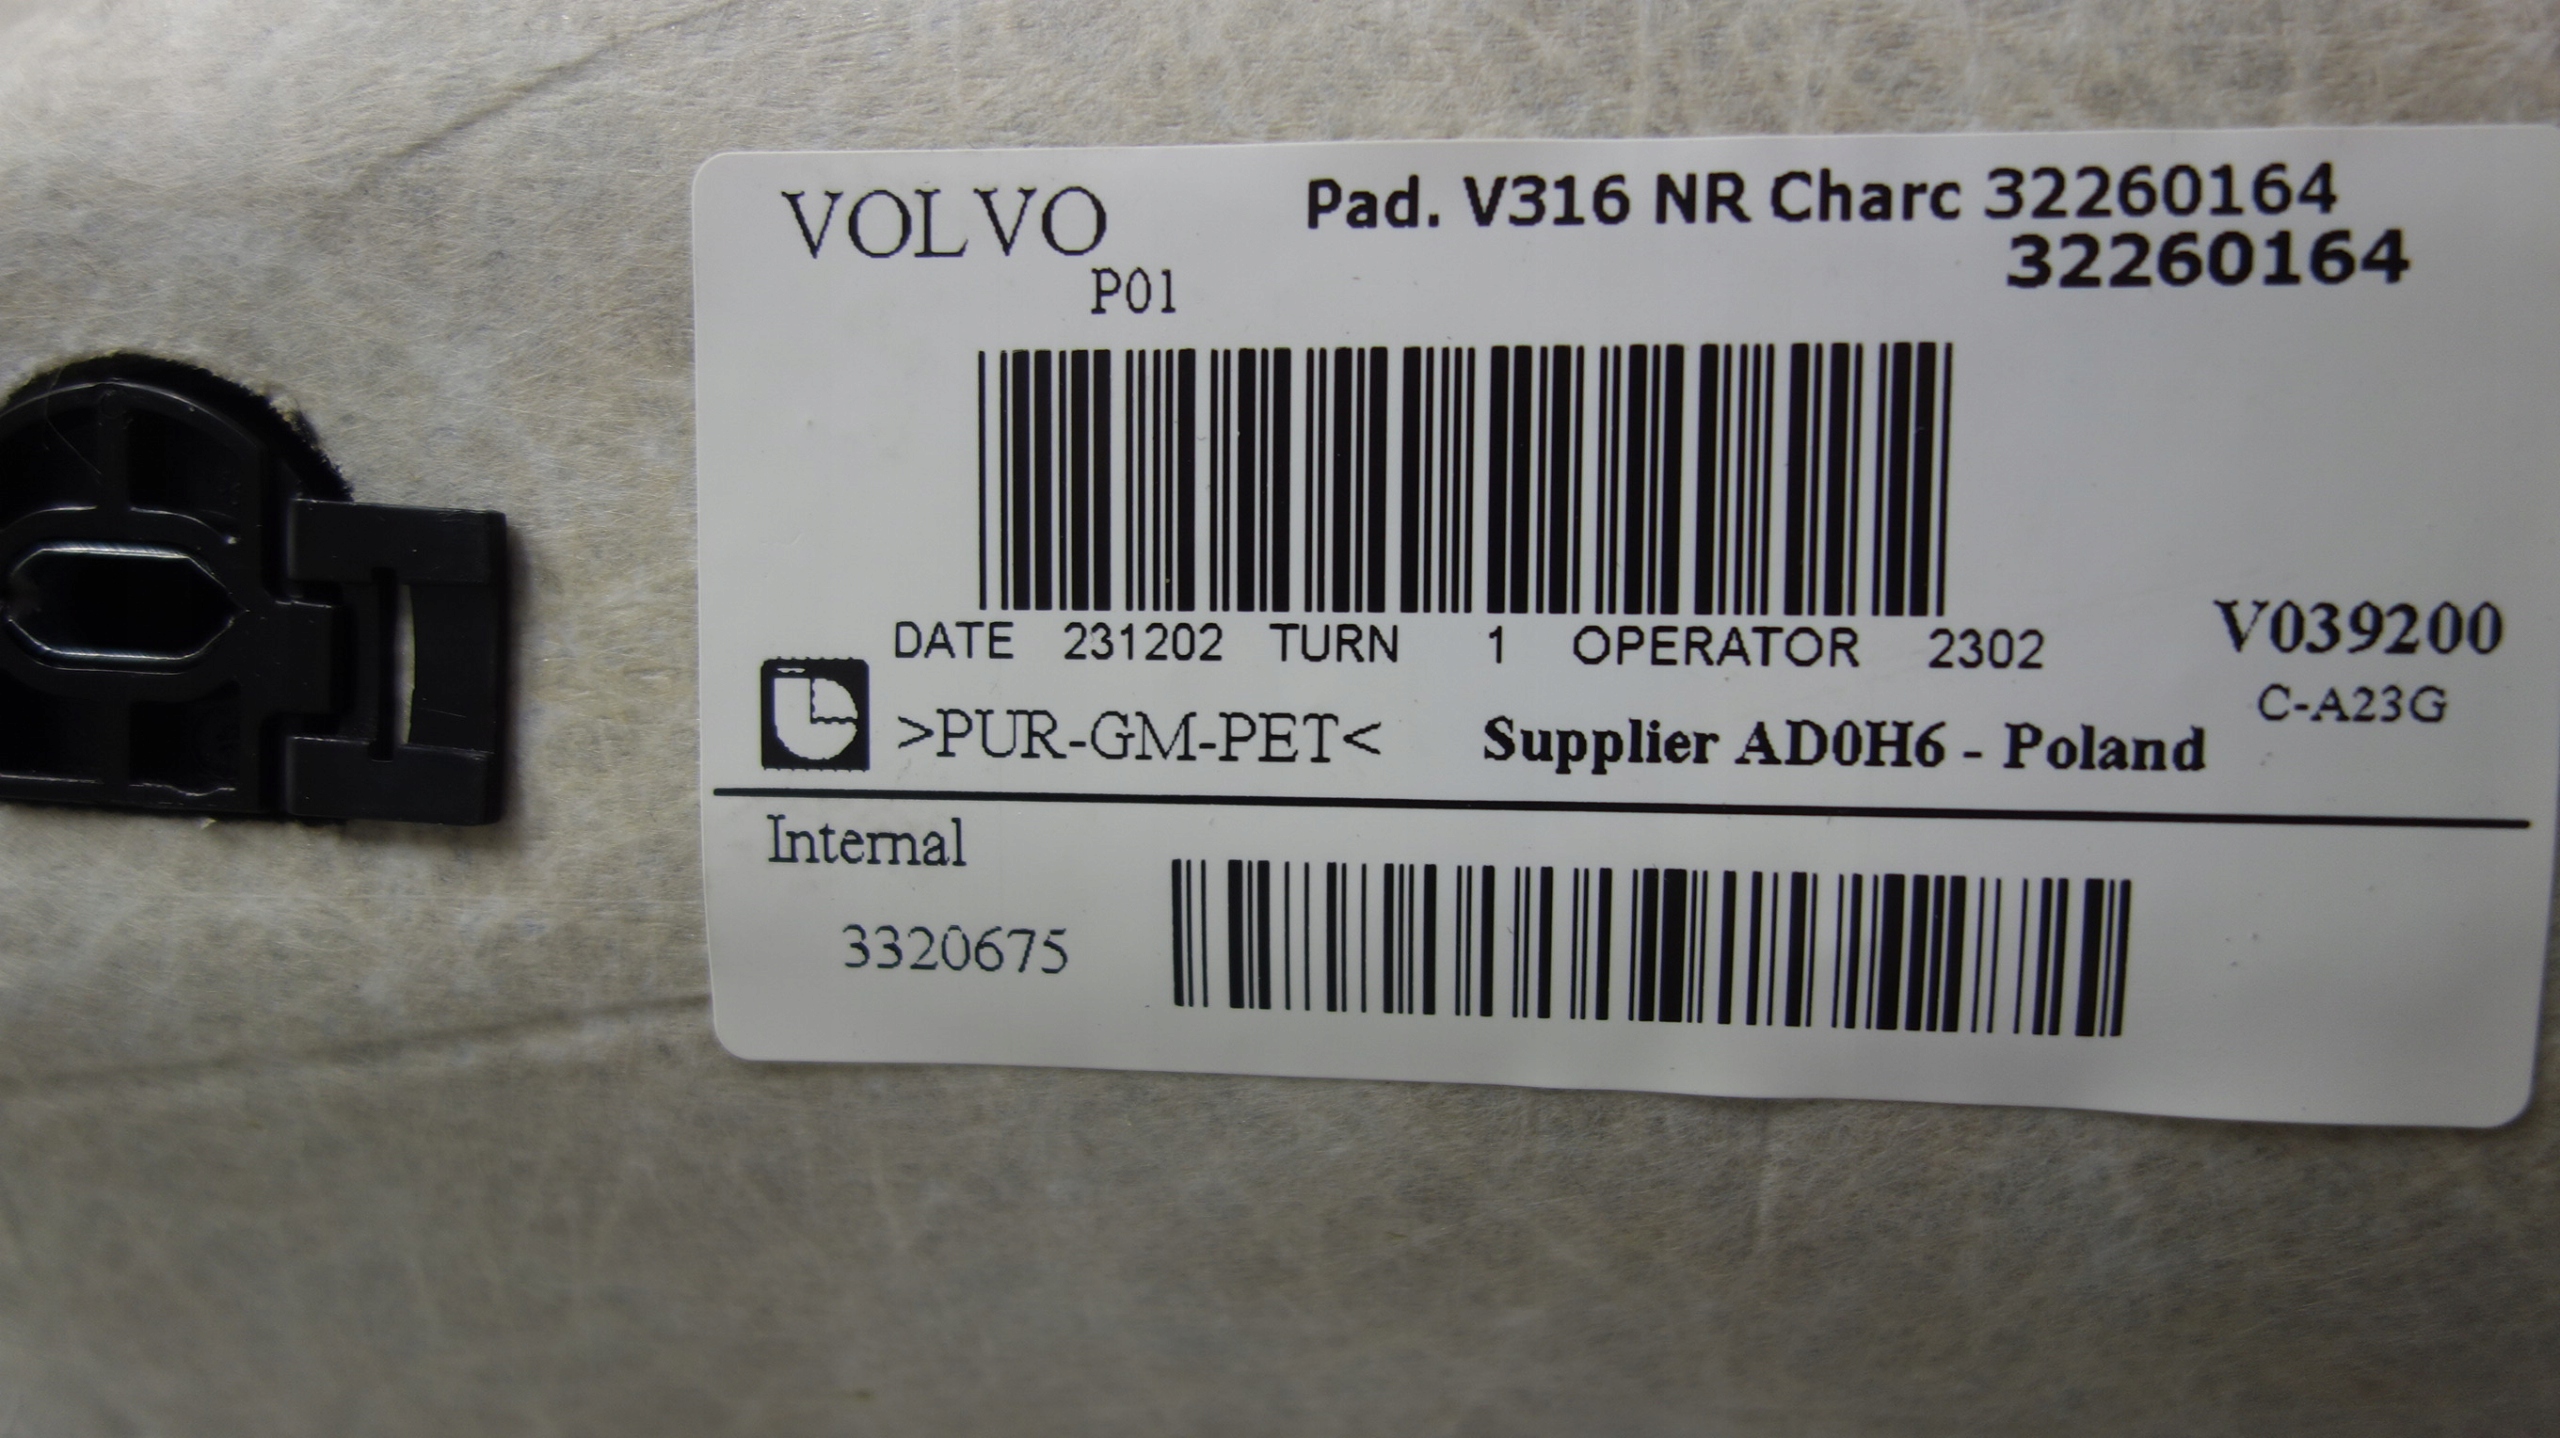 VOLVO
Pad. V316 NR Charc 32260164
32260164
P01
DATE 231202 TURN 1 OPERATOR 2302
V039200
C-A23G
>PUR-GM-PET<
Supplier AD0H6 - Poland
Internal
3320675